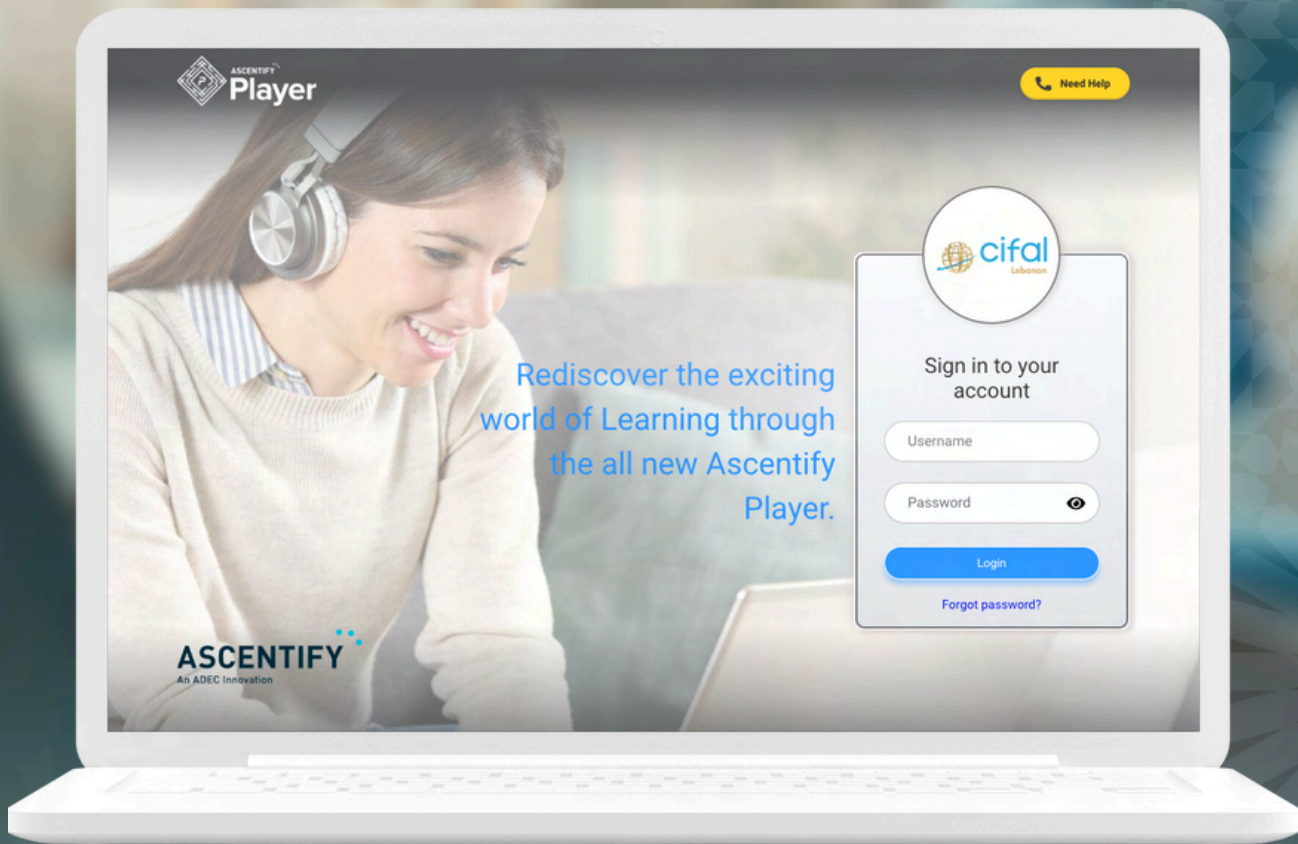 ASCENTIFY
Player
Need Help
cifal
Lebanon
Rediscover the exciting
world of Learning through
the all new Ascentify
Player.
Sign in to your
account
Username
Password
Login
Forgot password?
ASCENTIFY
An ADEC Innovation